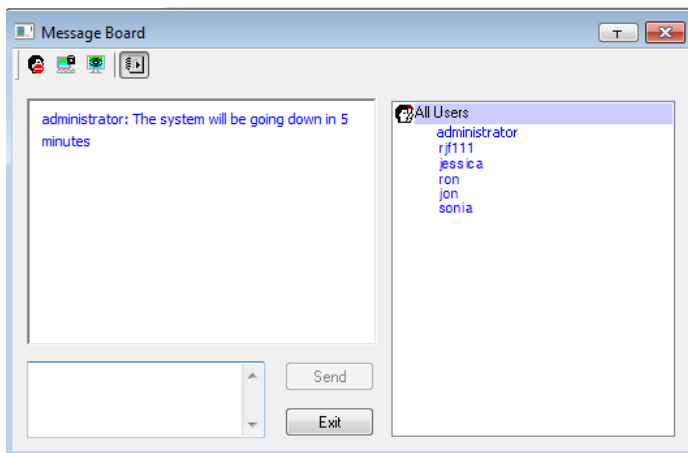 Message Board
T
administrator: The system will be going down in 5
minutes
All Users
administrator
rjf111
jessica
ron
jon
sonia
Send
Exit